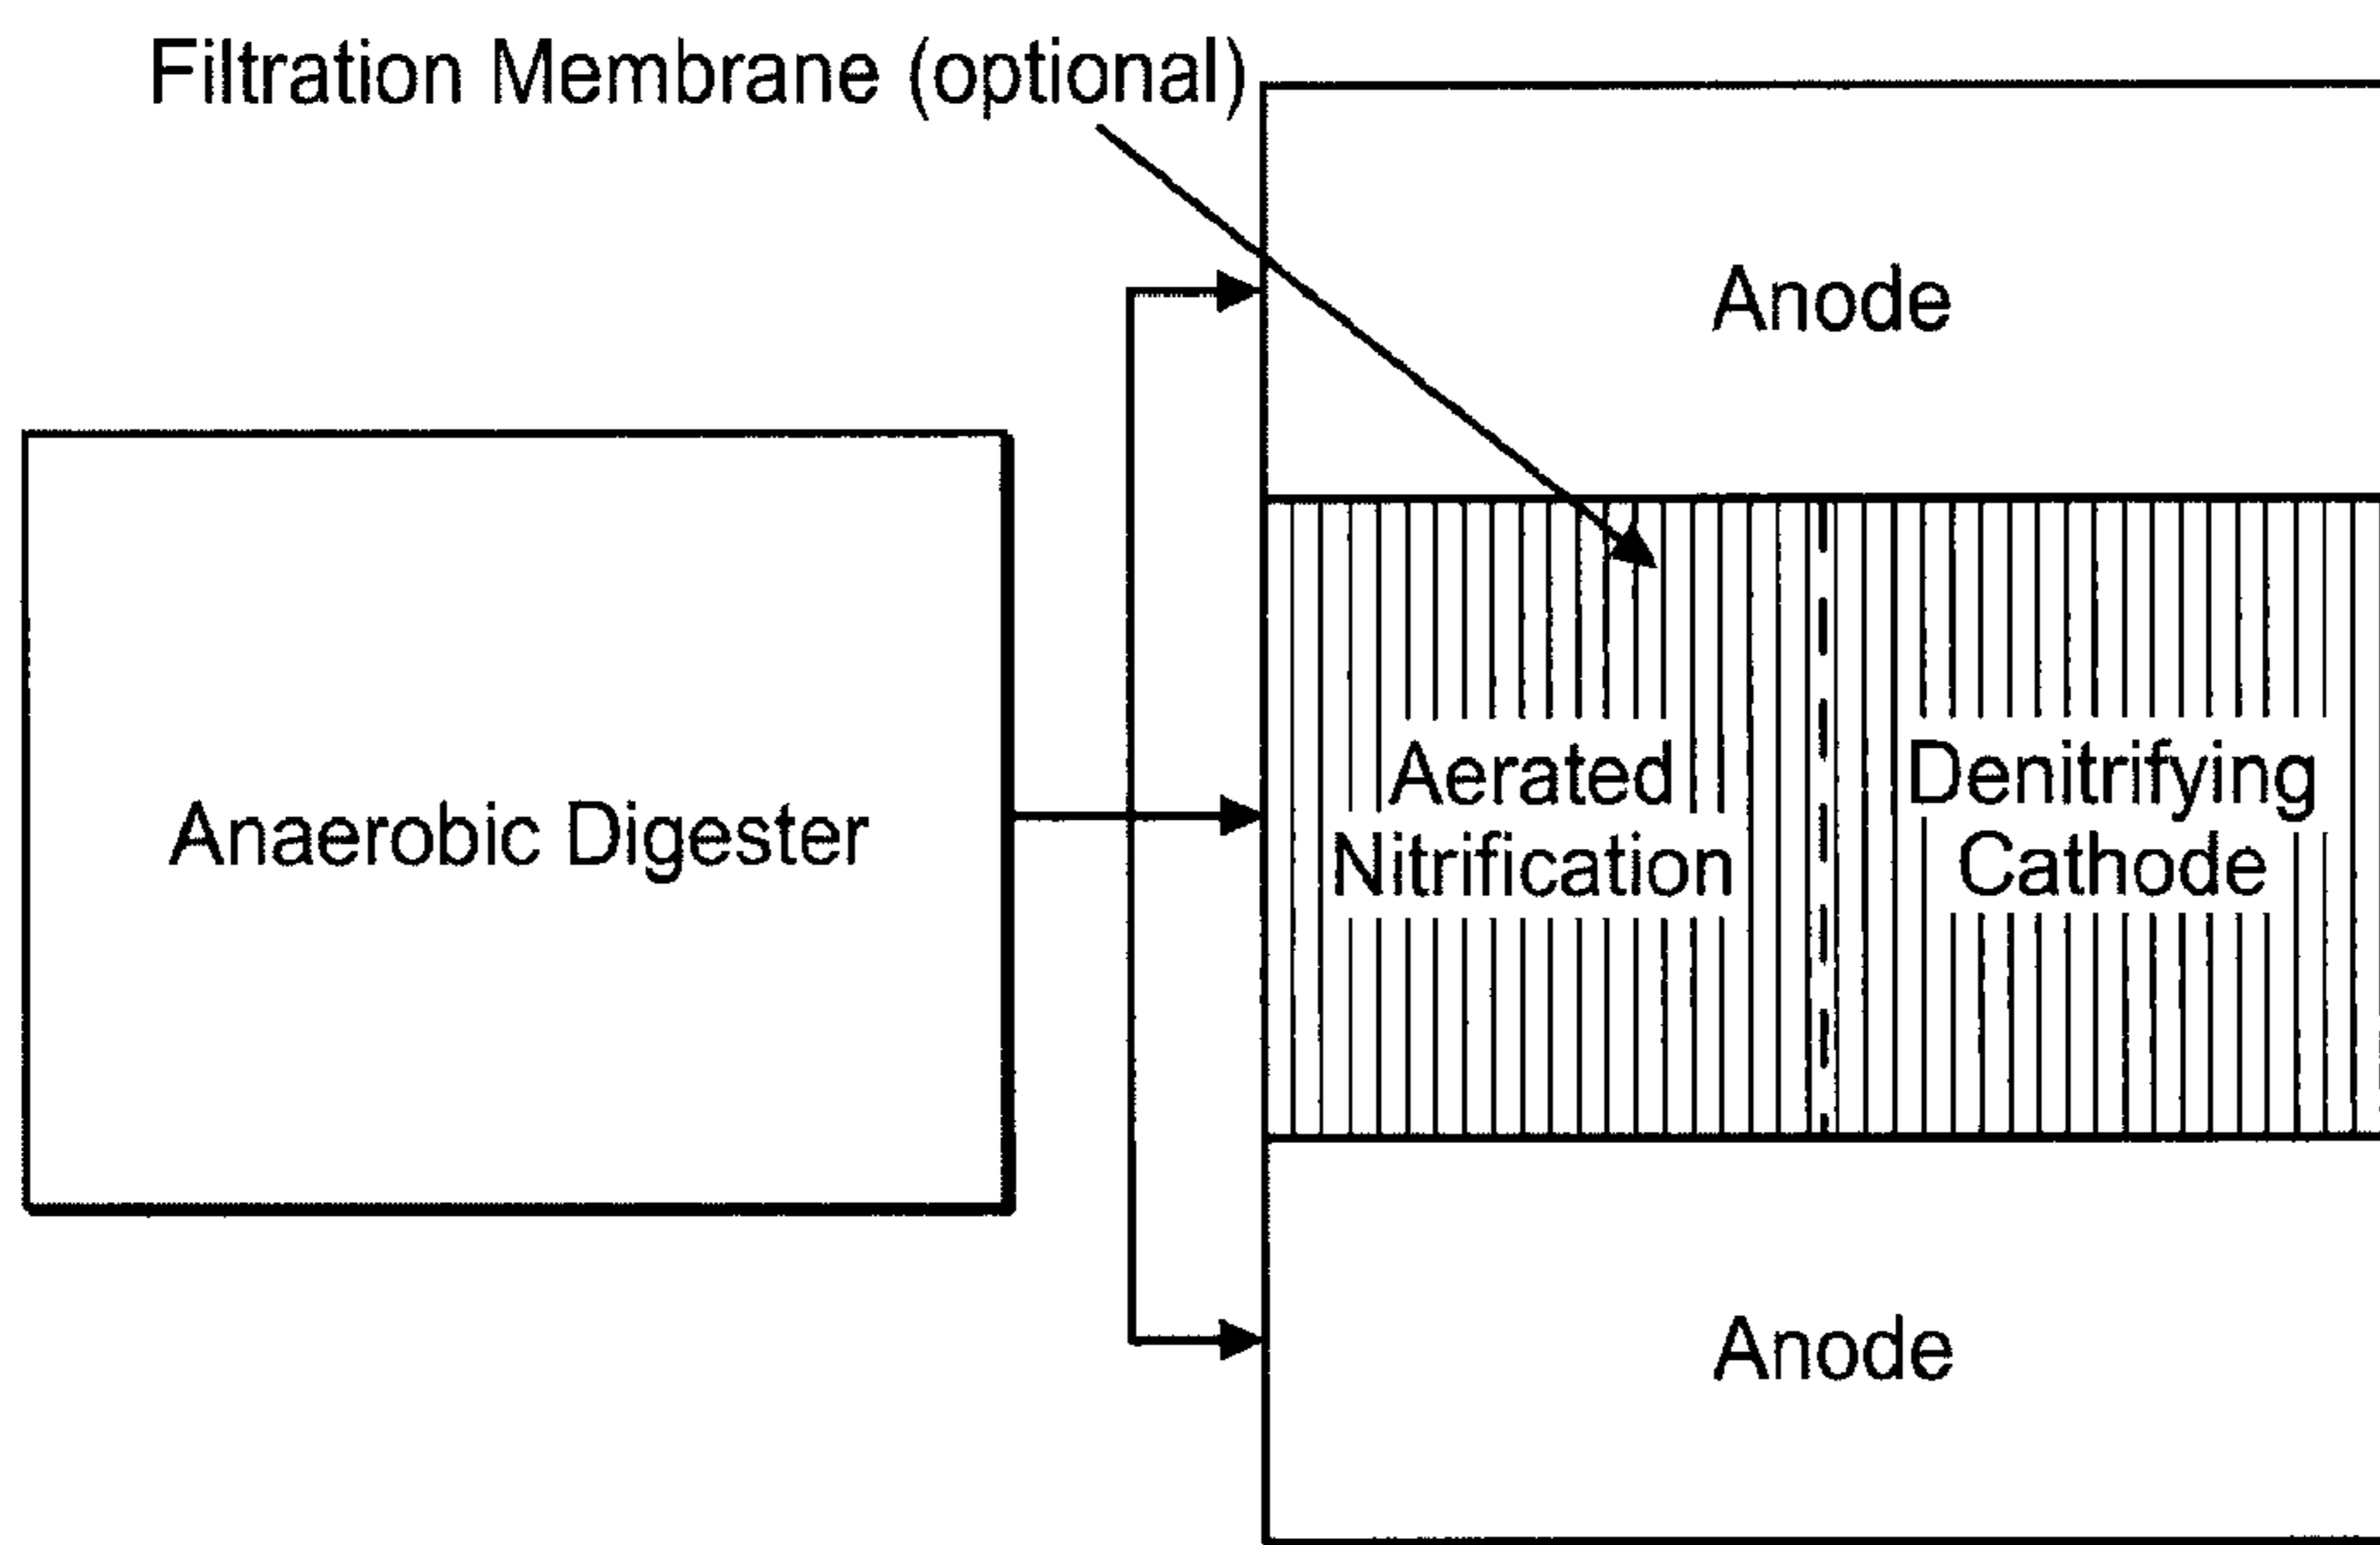 Filtration Membrane (optional)
Anode
Anaerobic Digester
Aerated
Nitrification
Denitrifying
Cathode
Anode